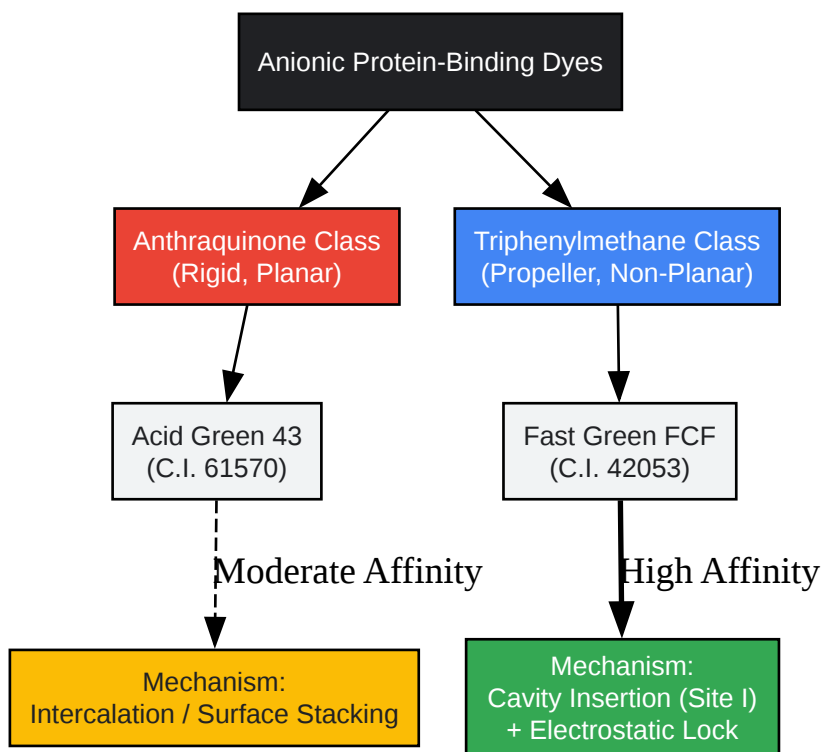 Anionic Protein-Binding Dyes
Anthraquinone Class
(Rigid, Planar)
Triphenylmethane Class
(Propeller, Non-Planar)
Acid Green 43
(C.I. 61570)
Fast Green FCF
(C.I. 42053)
Moderate Affinity
High Affinity
Mechanism:
Intercalation / Surface Stacking
Mechanism:
Cavity Insertion (Site I)
+ Electrostatic Lock